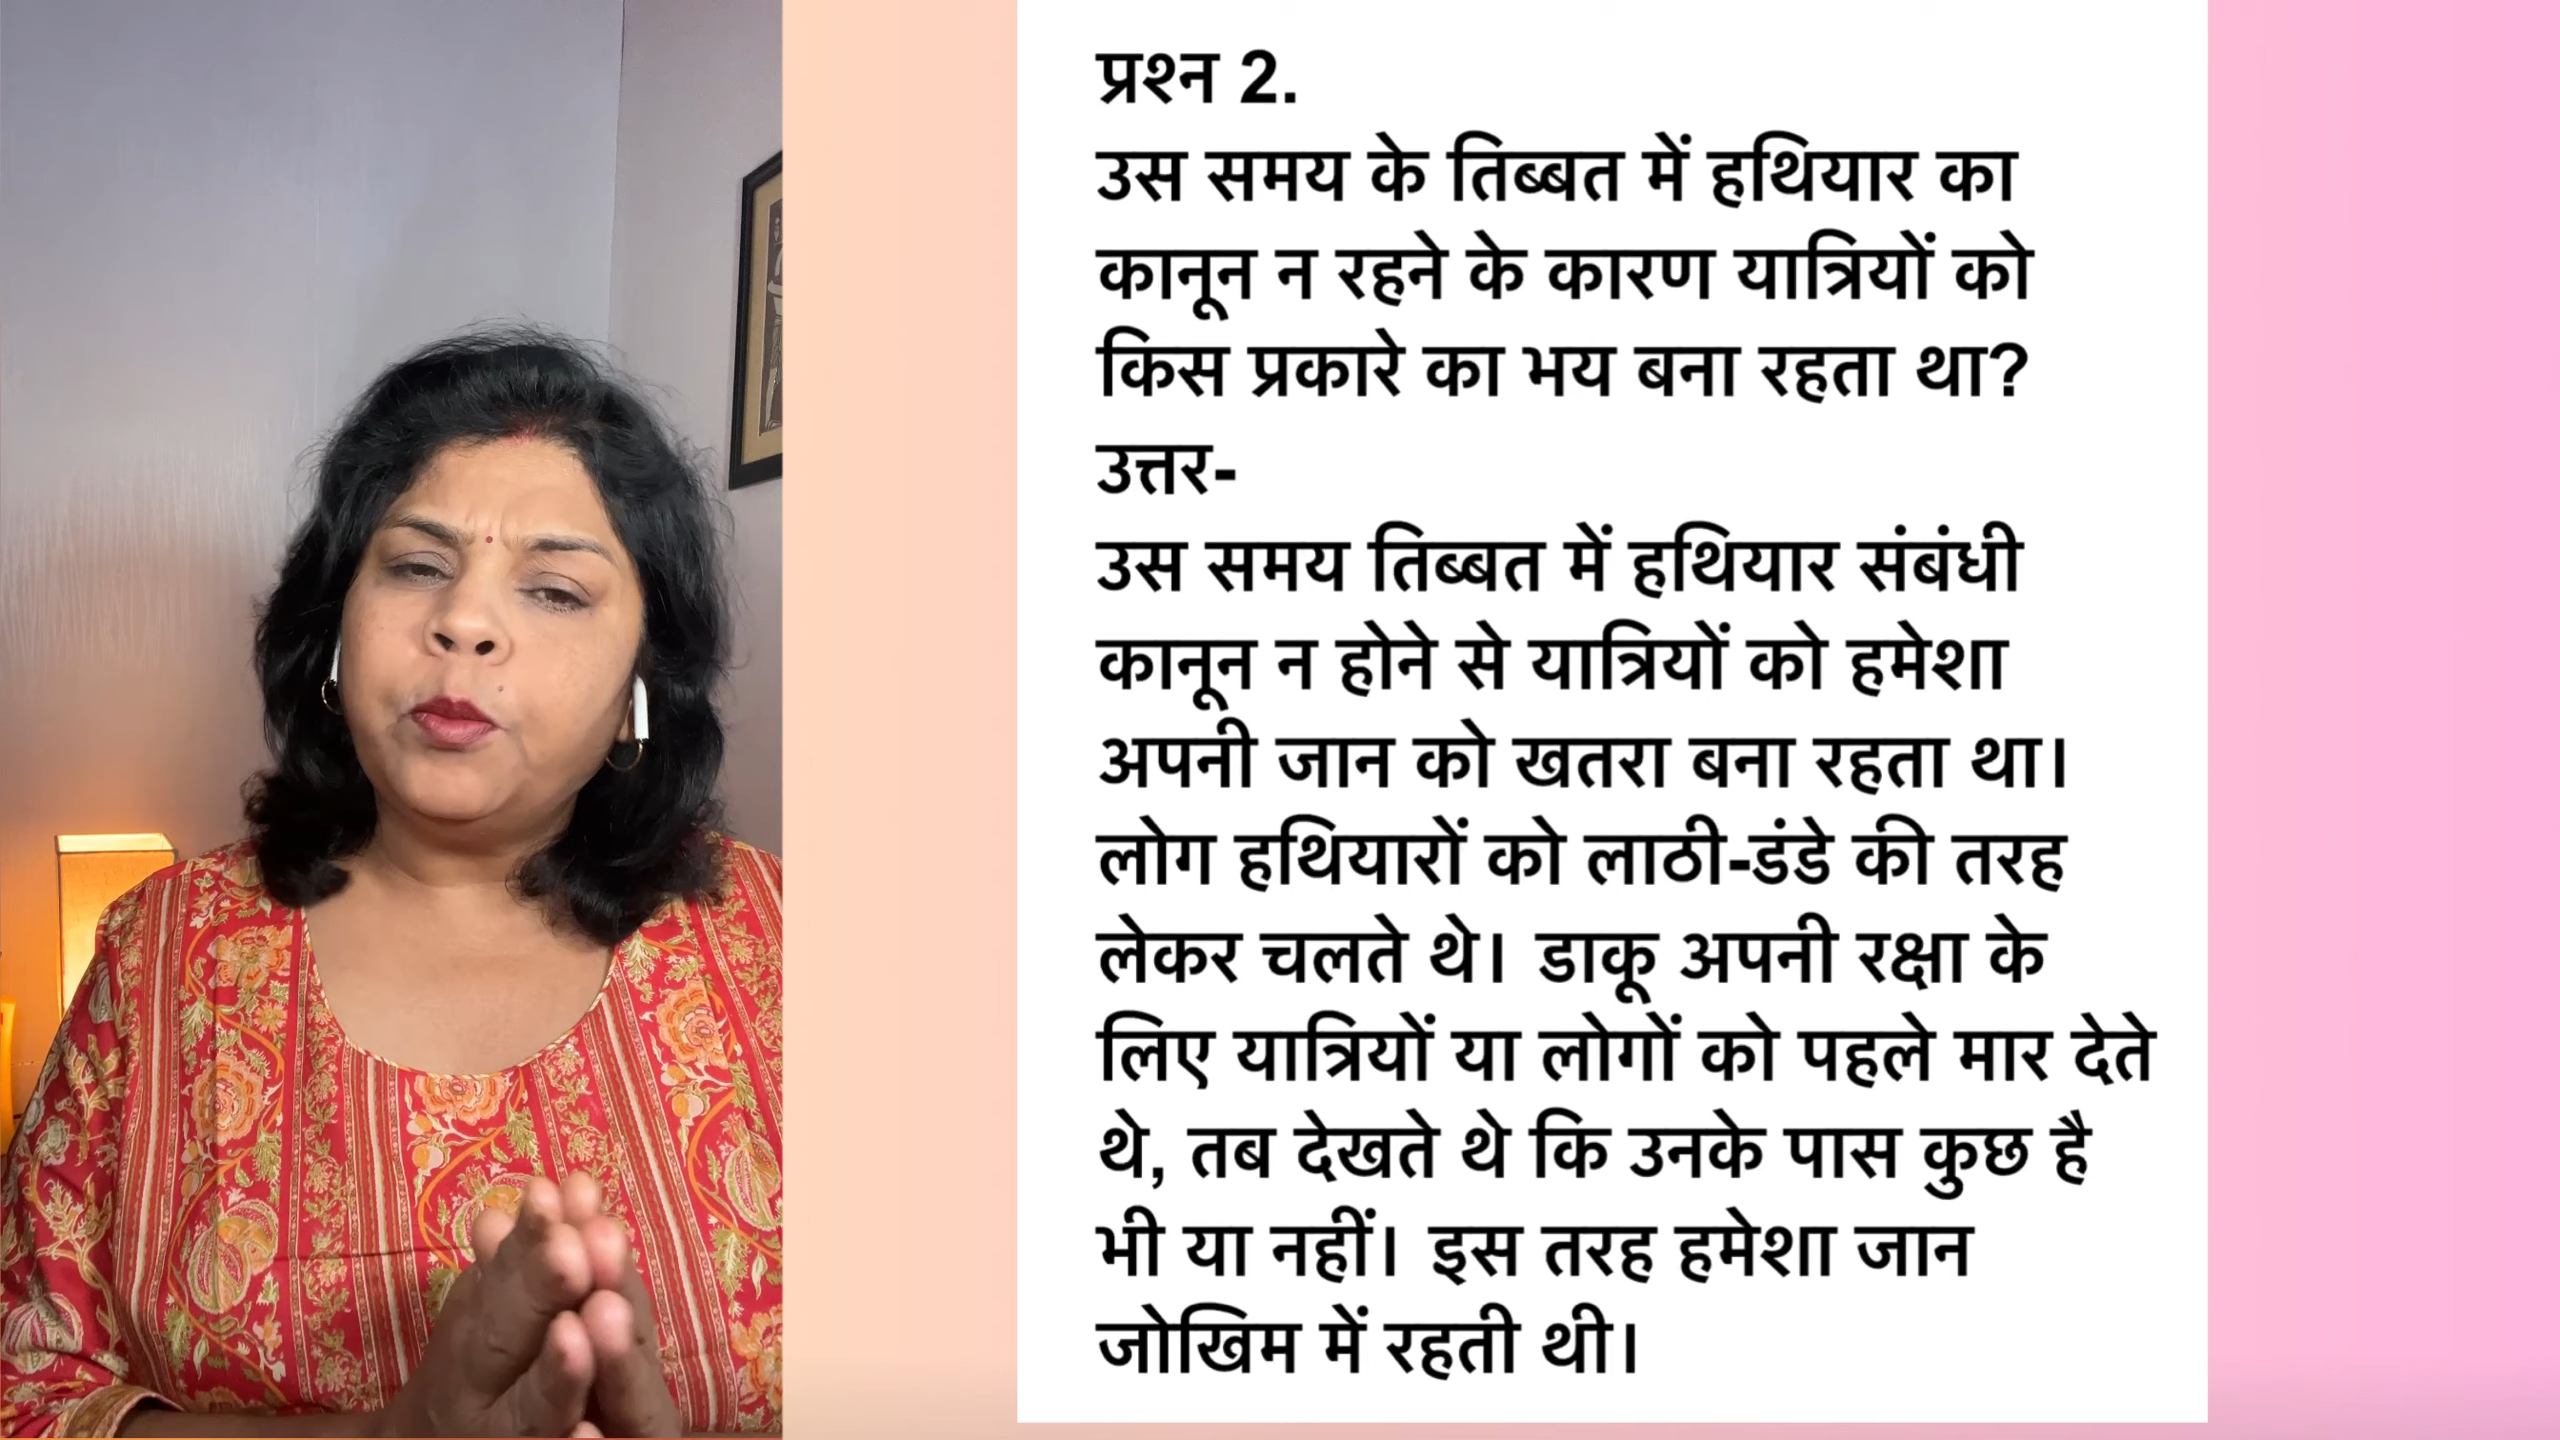 प्रश्न 2.
उस समय के तिब्बत में हथियार का
कानून न रहने के कारण यात्रियों को
किस प्रकारे का भय बना रहता था?
उत्तर-
उस समय तिब्बत में हथियार संबंधी
कानून न होने से यात्रियों को हमेशा
अपनी जान को खतरा बना रहता था।
लोग हथियारों को लाठी-डंडे की तरह
लेकर चलते थे। डाकू अपनी रक्षा के
लिए यात्रियों या लोगों को पहले मार देते
थे, तब देखते थे कि उनके पास कुछ है
भी या नहीं। इस तरह हमेशा जान
जोखिम में रहती थी।